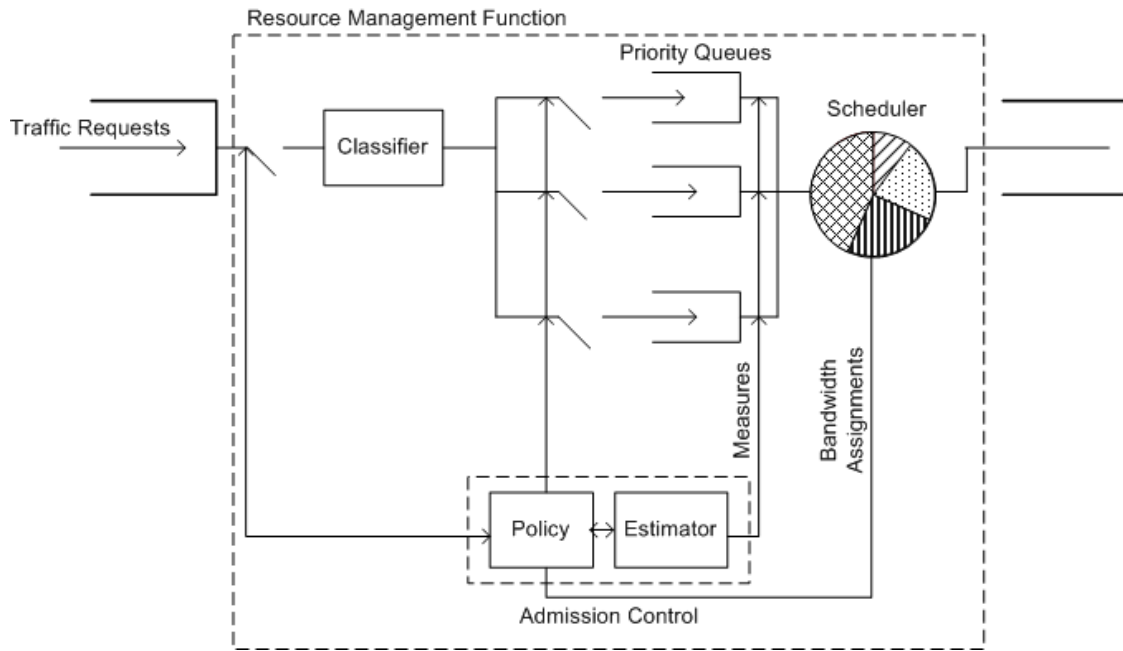 Resource Management Function
Priority Queues
Scheduler
Traffic Requests
Classifier
Measures
Bandwidth
Assignments
Policy
Estimator
Admission Control